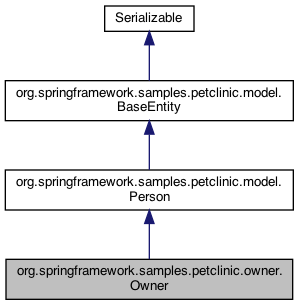 Serializable
org.springframework.samples.petclinic.model.
BaseEntity
org.springframework.samples.petclinic.model.
Person
org.springframework.samples.petclinic.owner.
Owner